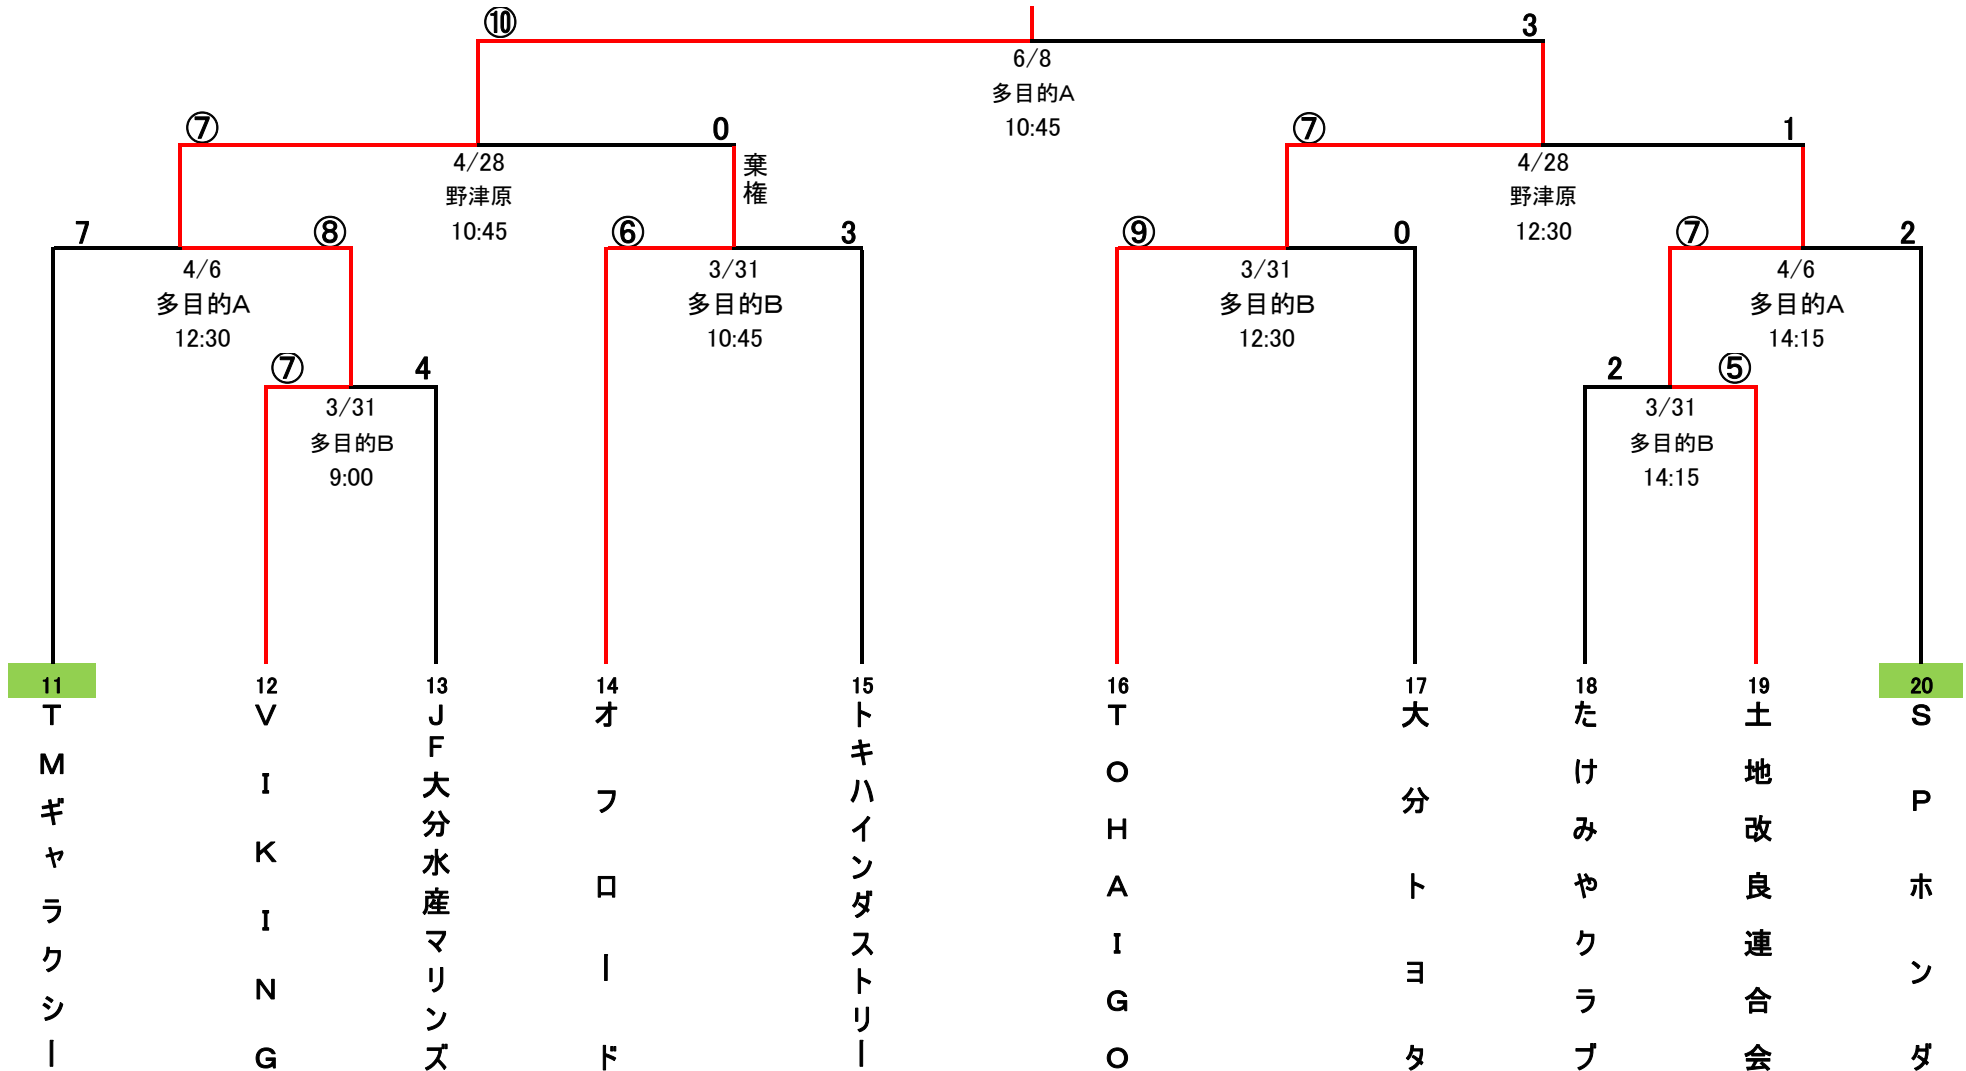 ⑩ 3
6/8
多目的A
10:45
⑦ 0 ⑦ 1
4/28
野津原
10:45
棄権
4/28
野津原
12:30
7 ⑧ ⑥ 3 ⑨ 0 ⑦ 2
4/6
多目的A
12:30
3/31
多目的B
10:45
3/31
多目的B
12:30
4/6
多目的A
14:15
⑦ 4 2 ⑤
3/31
多目的B
9:00
3/31
多目的B
14:15
11
TMギャラクシー
12
VIKING
13
JF大分水産マリンズ
14
オフロード
15
トキハインダストリー
16
TOHAIGO
17
大分トヨタ
18
たけみやクラブ
19
土地改良連合会
20
SPホンダ